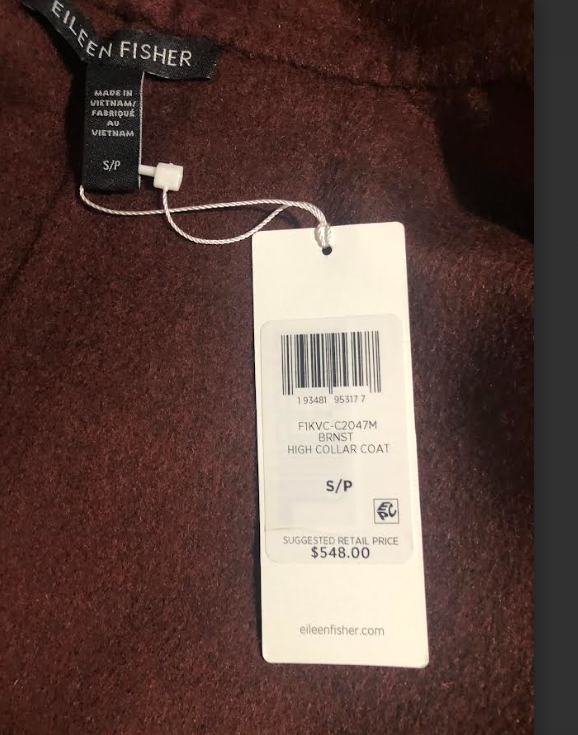 EILEEN FISHER
MADE IN
VIETNAM/
FABRIQUÉ
AU
VIETNAM
S/P
1 93481 95317 7
F1KVC-C2047M
BRNST
HIGH COLLAR COAT
S/P
EPC
SUGGESTED RETAIL PRICE
$548.00
eileenfisher.com